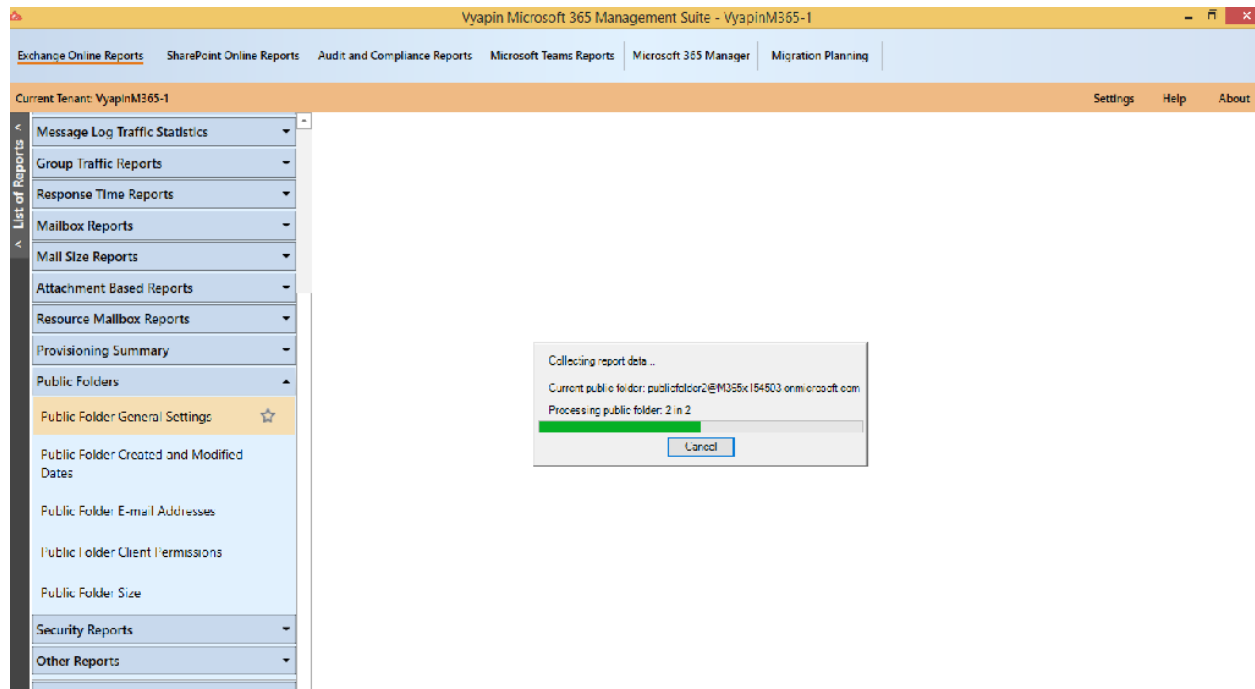 Vyapin Microsoft 365 Management Suite - VyapinM365-1
Exchange Online Reports SharePoint Online Reports Audit and Compliance Reports Microsoft Teams Reports Microsoft 365 Manager Migration Planning
Current Tenant: VyapinM365-1 Settings Help About
< List of Reports <
Message Log Traffic Statistics
Group Traffic Reports
Response Time Reports
Mailbox Reports
Mail Size Reports
Attachment Based Reports
Resource Mailbox Reports
Provisioning Summary
Public Folders
Public Folder General Settings
Public Folder Created and Modified
Dates
Public Folder E-mail Addresses
Public Folder Client Permissions
Public Folder Size
Security Reports
Other Reports
Collecting report data ..
Current public folder: publicfolder2@M365x154503.onmicrosoft.com
Processing public folder: 2 in 2
Cancel